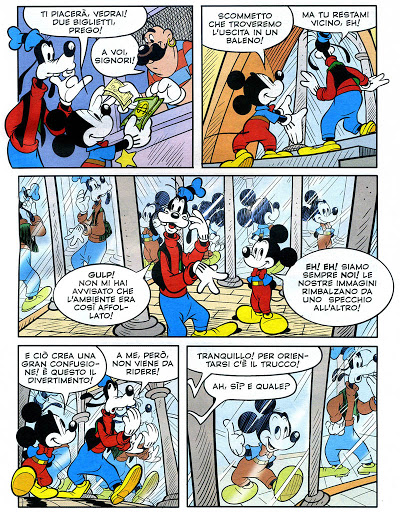 TI PIACERÀ, VEDRAI!
DUE BIGLIETTI,
PREGO!
A VOI,
SIGNORI!
SCOMMETTO
CHE TROVEREMO
L'USCITA IN UN
BALENO!
MA TU RESTAMI
VICINO, EH!
GULP!
NON MI HAI
AVVISATO CHE
L'AMBIENTE ERA
COSÍ AFFOL-
LATO!
EH! EH! SIAMO
SEMPRE NOI! LE
NOSTRE IMMAGINI
RIMBALZANO DA
UNO SPECCHIO
ALL'ALTRO!
E CIÒ CREA UNA
GRAN CONFUSIO-
NE! È QUESTO IL
DIVERTIMENTO!
A ME, PERÒ,
NON VIENE DA
RIDERE!
TRANQUILLO! PER ORIEN-
TARSI C'È IL TRUCCO!
AH, SÌ? E QUALE?